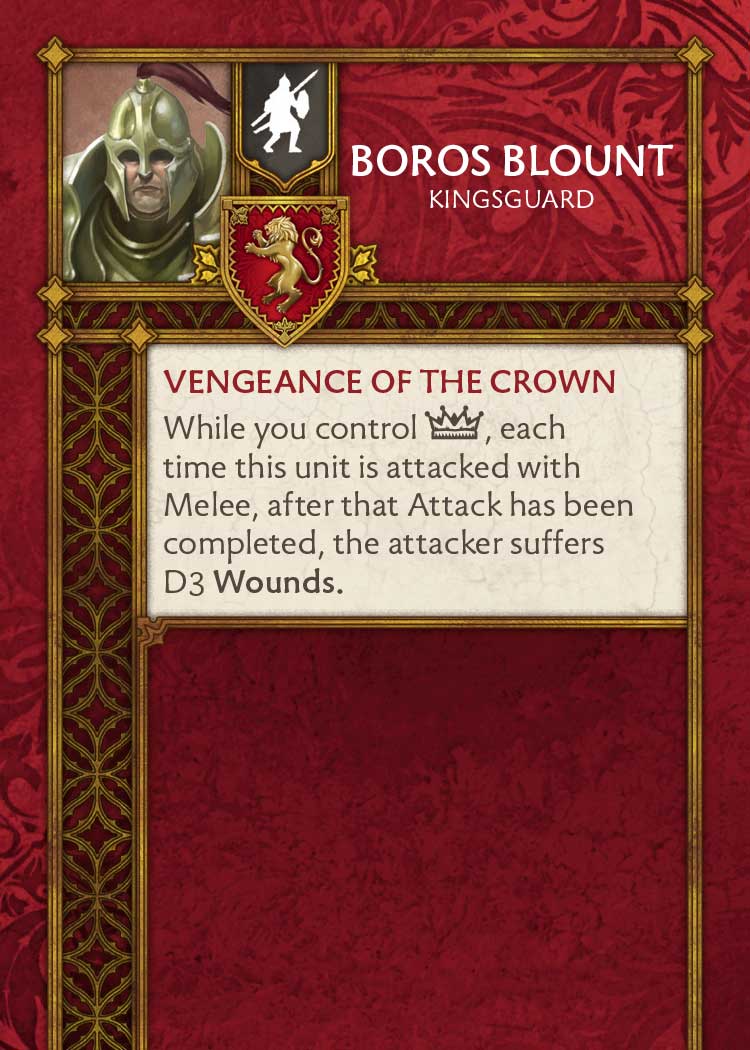 BOROS BLOUNT
KINGSGUARD
VENGEANCE OF THE CROWN
While you control , each
time this unit is attacked with
Melee, after that Attack has been
completed, the attacker suffers
D3 Wounds.